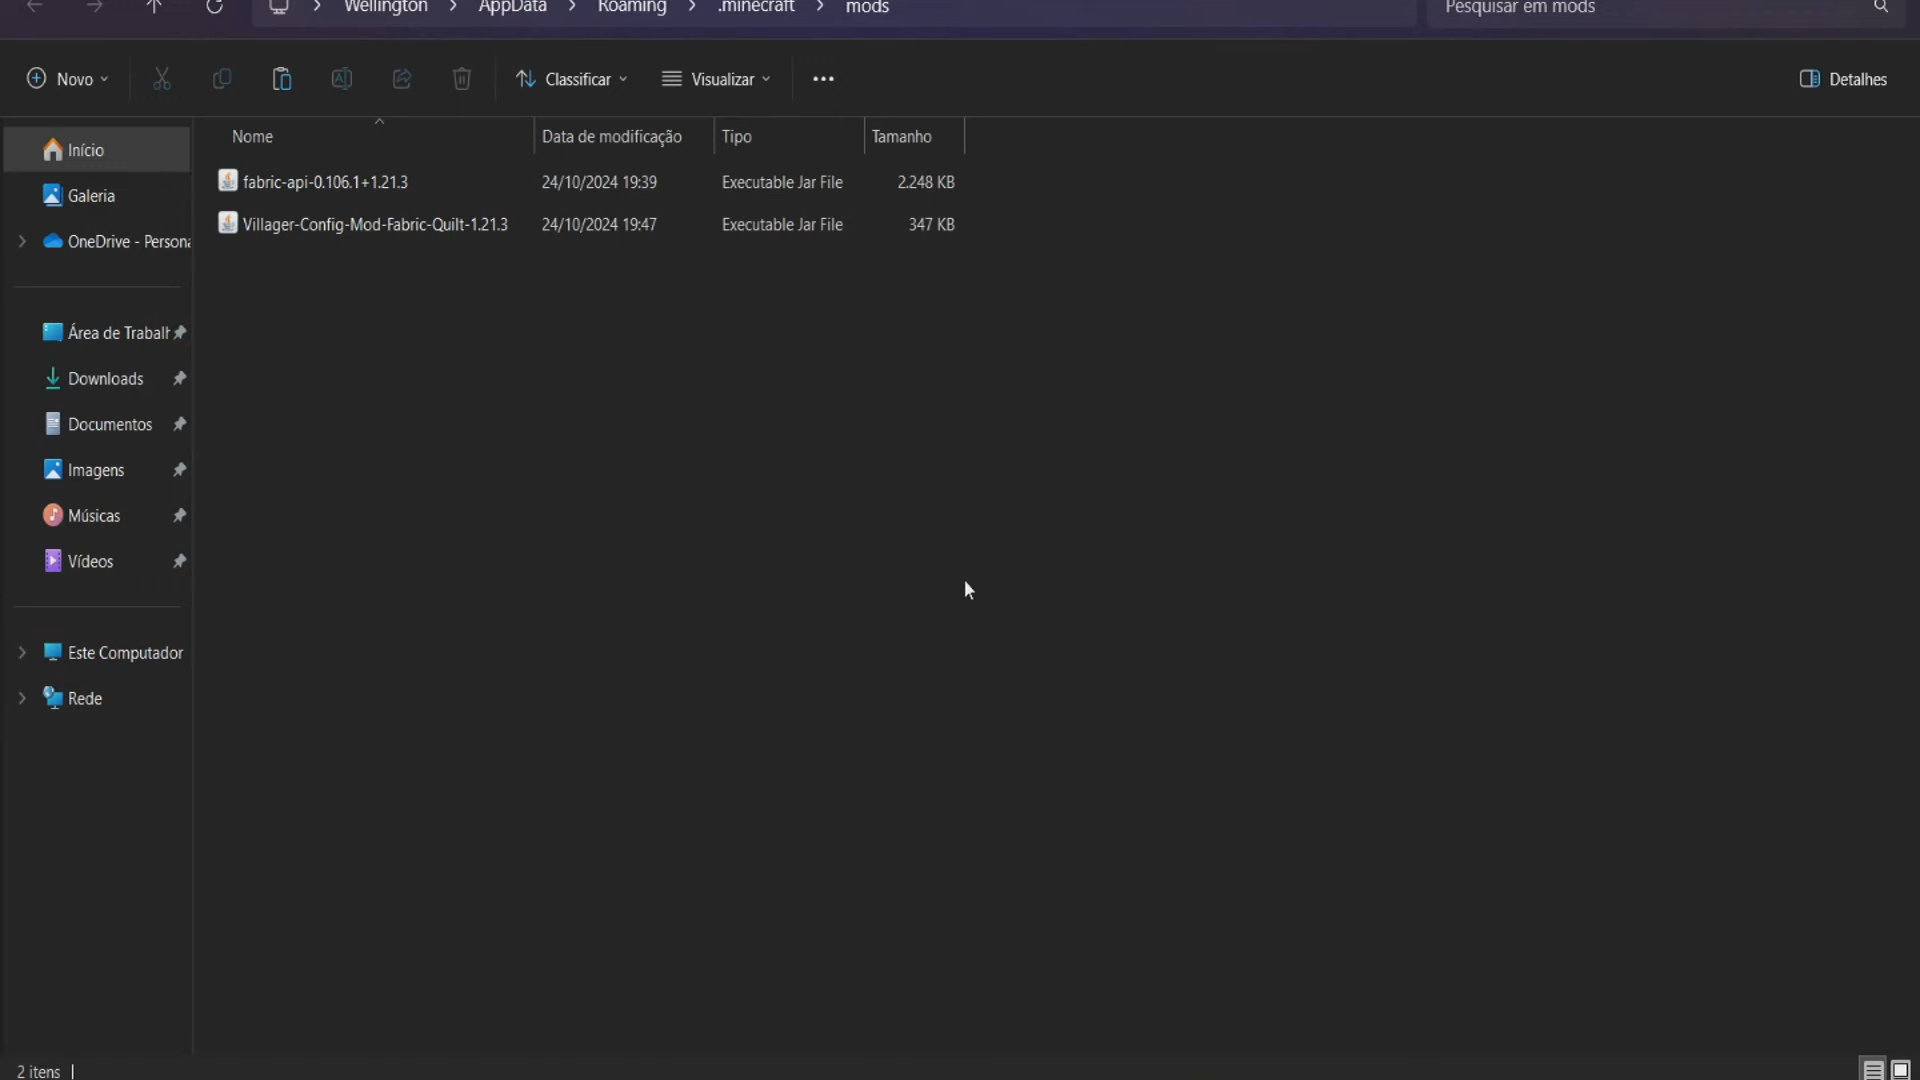 Wellington > AppData > Roaming > .minecraft > mods
Pesquisar em mods
Novo
Classificar
Visualizar
Detalhes
Nome
Data de modificação
Tipo
Tamanho
fabric-api-0.106.1+1.21.3 24/10/2024 19:39 Executable Jar File 2.248 KB
Villager-Config-Mod-Fabric-Quilt-1.21.3 24/10/2024 19:47 Executable Jar File 347 KB
Início
Galeria
OneDrive - Persona
Área de Trabalh
Downloads
Documentos
Imagens
Músicas
Vídeos
Este Computador
Rede
2 itens